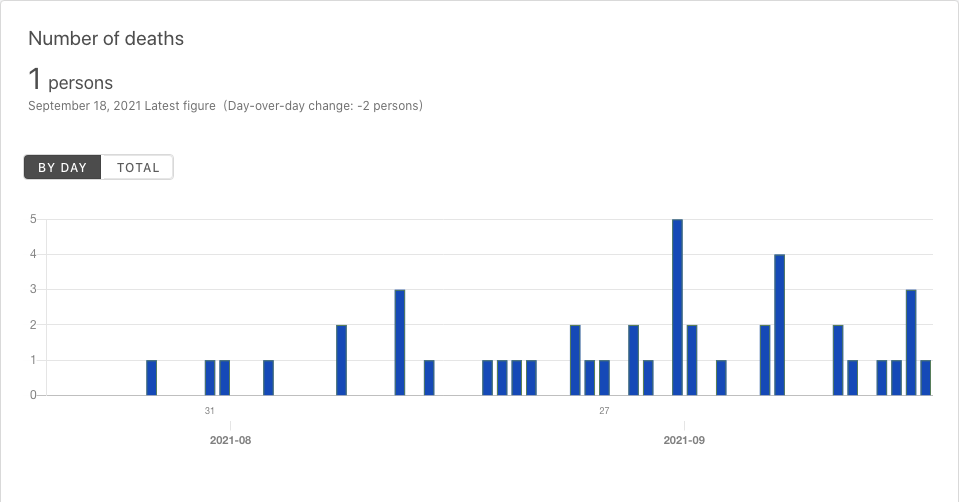 Number of deaths
1 persons
September 18, 2021 Latest figure (Day-over-day change: -2 persons)
BY DAY TOTAL
5
4
3
2
1
0
31 27
2021-08 2021-09